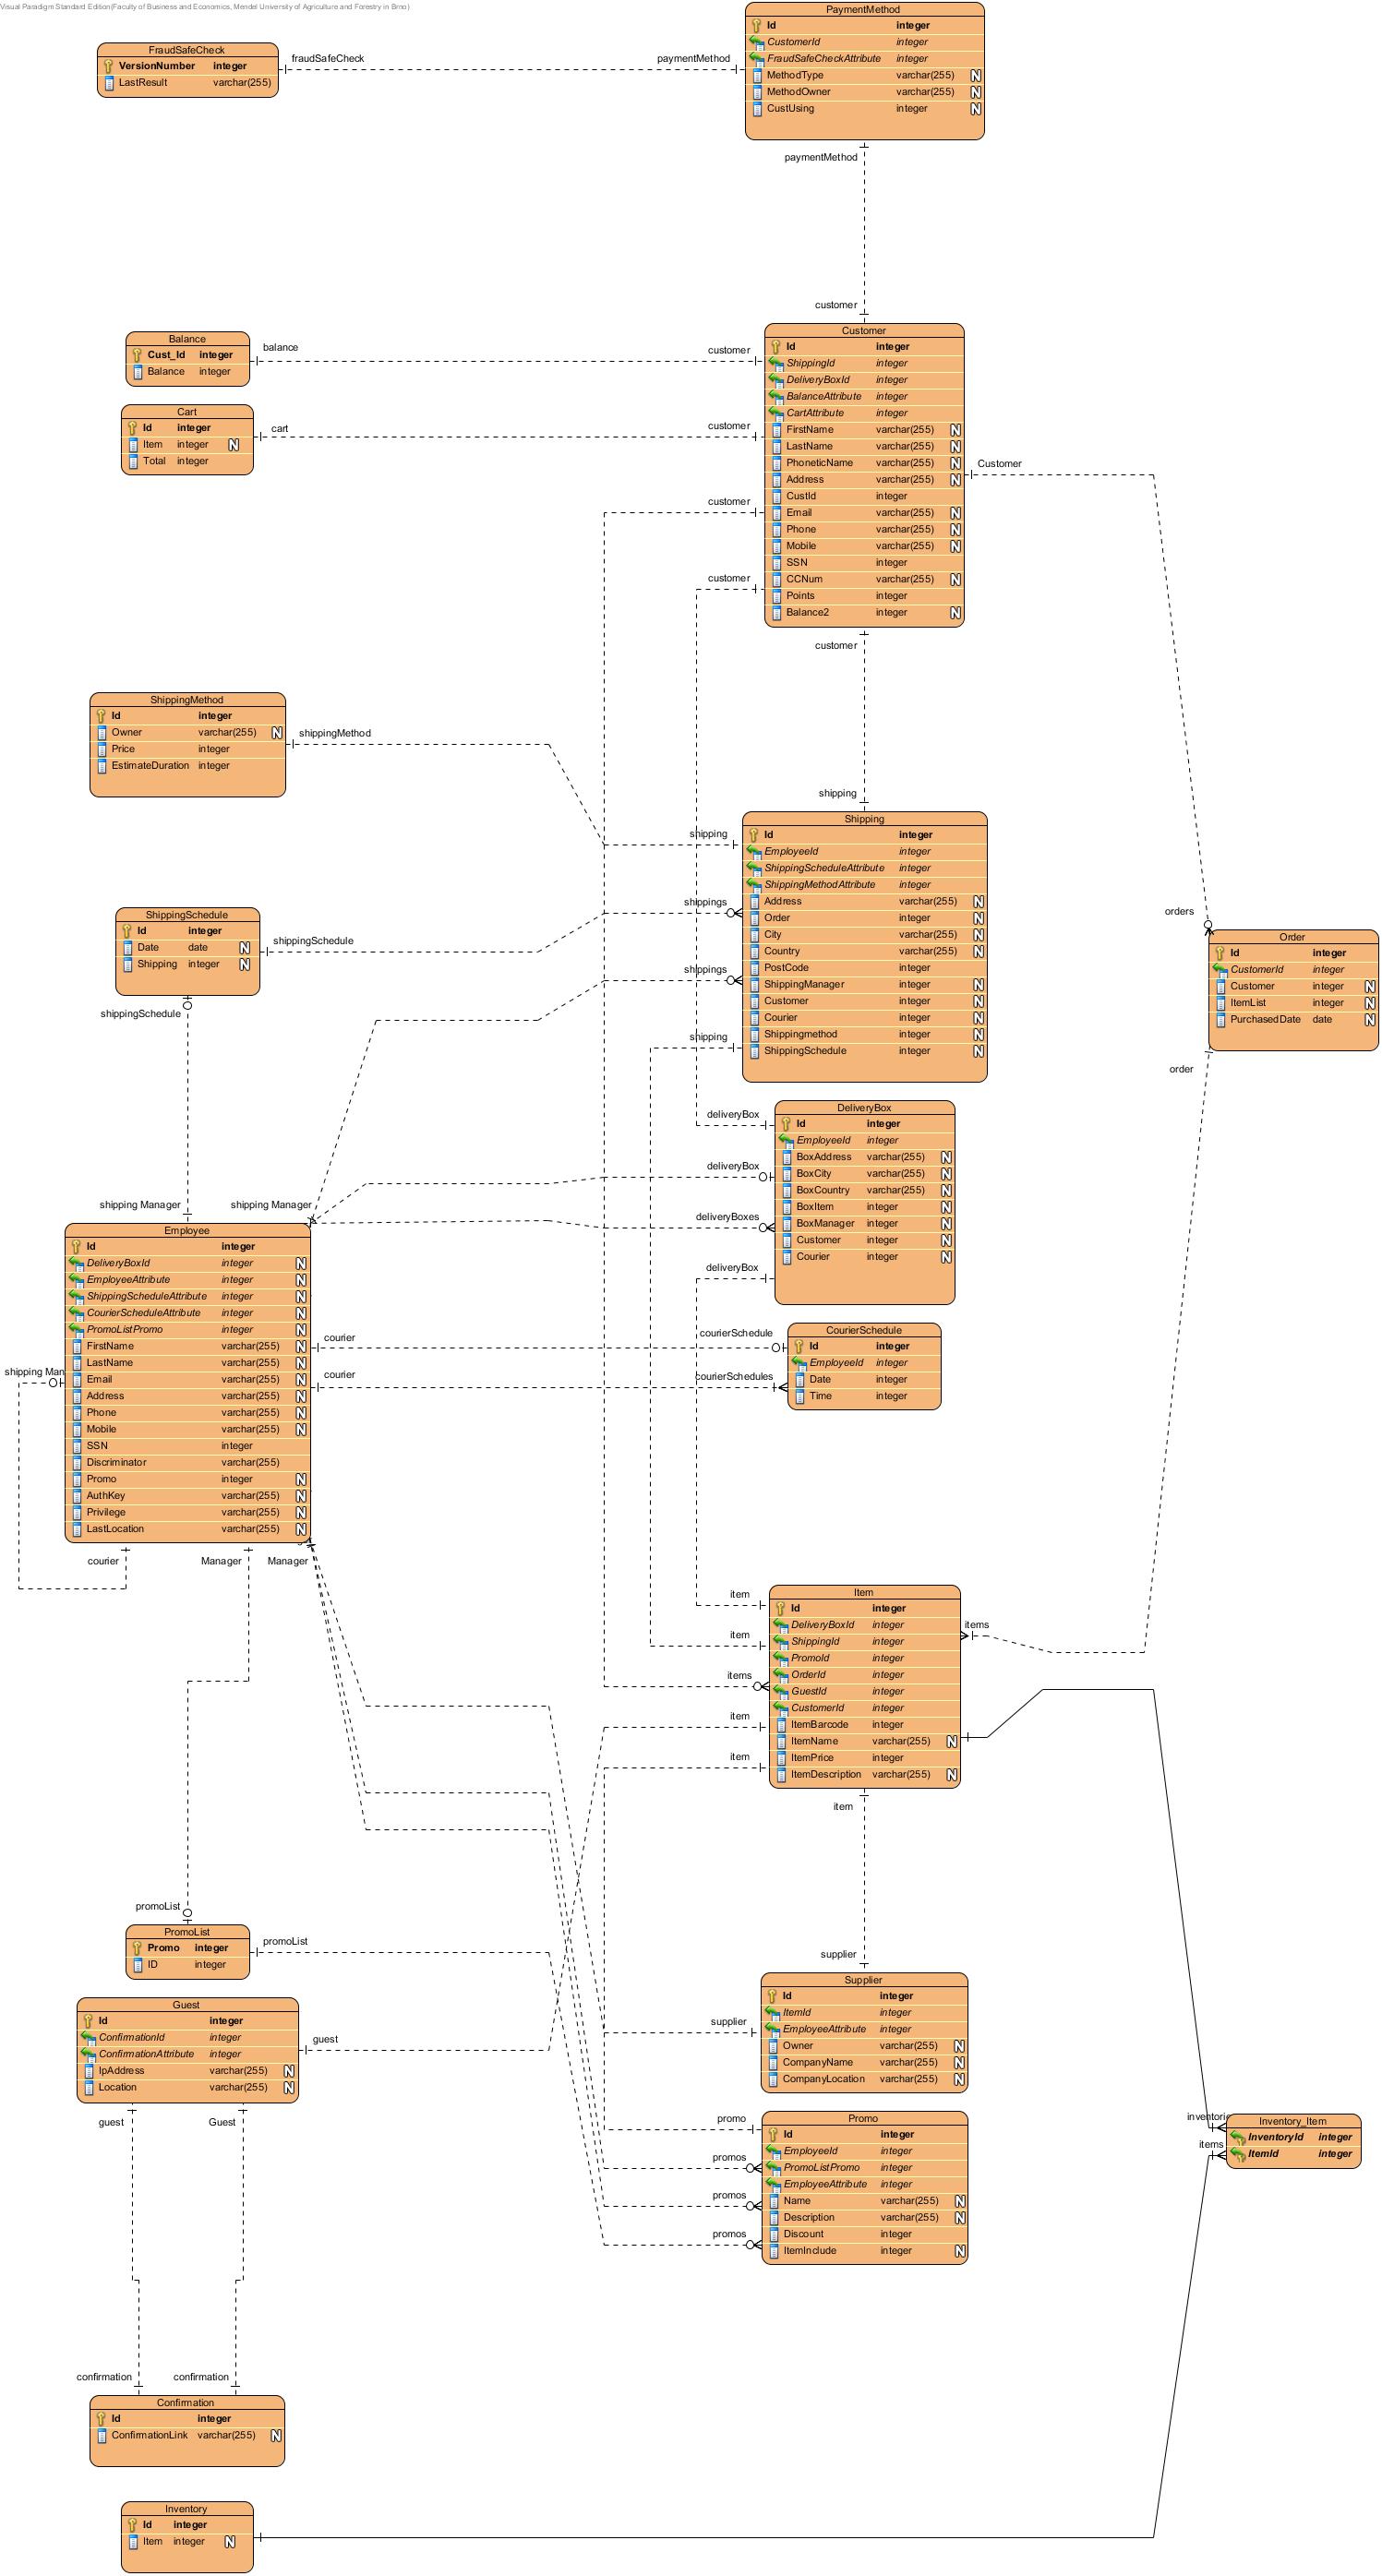 Visual Paradigm Standard Edition(Faculty of Business and Economics, Mendel University of Agriculture and Forestry in Brno)
PaymentMethod
Id integer
CustomerId integer
FraudSafeCheckAttribute integer
MethodType varchar(255) N
MethodOwner varchar(255) N
CustUsing integer N
FraudSafeCheck
VersionNumber integer
LastResult varchar(255)
fraudSafeCheck
paymentMethod
paymentMethod
customer
Balance
Cust_Id integer
Balance integer
balance
customer
Cart
Id integer
Item integer N
Total integer
cart
customer
Customer
Id integer
ShippingId integer
DeliveryBoxId integer
BalanceAttribute integer
CartAttribute integer
FirstName varchar(255) N
LastName varchar(255) N
PhoneticName varchar(255) N
Address varchar(255) N
CustId integer
Email varchar(255) N
Phone varchar(255) N
Mobile varchar(255) N
SSN integer
CCNum varchar(255) N
Points integer
Balance2 integer N
Customer
customer
customer
customer
ShippingMethod
Id integer
Owner varchar(255) N
Price integer
EstimateDuration integer
shippingMethod
shipping
shipping
Shipping
Id integer
EmployeeId integer
ShippingScheduleAttribute integer
ShippingMethodAttribute integer
Address varchar(255) N
Order integer N
City varchar(255) N
Country varchar(255) N
PostCode integer
ShippingManager integer N
Customer integer N
Courier integer N
Shippingmethod integer N
ShippingSchedule integer N
shippings
shippings
shipping
ShippingSchedule
Id integer
Date date N
Shipping integer N
shippingSchedule
shippingSchedule
orders
Order
Id integer
CustomerId integer
Customer integer N
ItemList integer N
PurchasedDate date N
order
DeliveryBox
Id integer
EmployeeId integer
BoxAddress varchar(255) N
BoxCity varchar(255) N
BoxCountry varchar(255) N
BoxItem integer N
BoxManager integer N
Customer integer N
Courier integer N
deliveryBox
deliveryBox
deliveryBoxes
deliveryBox
shipping Manager
shipping Manager
Employee
Id integer
DeliveryBoxId integer N
EmployeeAttribute integer N
ShippingScheduleAttribute integer N
CourierScheduleAttribute integer N
PromoListPromo integer N
FirstName varchar(255) N
LastName varchar(255) N
Email varchar(255) N
Address varchar(255) N
Phone varchar(255) N
Mobile varchar(255) N
SSN integer
Discriminator varchar(255)
Promo integer N
AuthKey varchar(255) N
Privilege varchar(255) N
LastLocation varchar(255) N
shipping Man
courier
Manager
Manager
courier
courierSchedule
courier
courierSchedules
CourierSchedule
Id integer
EmployeeId integer
Date integer
Time integer
Item
Id integer
DeliveryBoxId integer
ShippingId integer
PromoId integer
OrderId integer
GuestId integer
CustomerId integer
ItemBarcode integer
ItemName varchar(255) N
ItemPrice integer
ItemDescription varchar(255) N
item
item
items
item
item
items
item
supplier
promoList
PromoList
Promo integer
ID integer
promoList
Guest
Id integer
ConfirmationId integer
ConfirmationAttribute integer
IpAddress varchar(255) N
Location varchar(255) N
guest
guest
Guest
Supplier
Id integer
ItemId integer
EmployeeAttribute integer
Owner varchar(255) N
CompanyName varchar(255) N
CompanyLocation varchar(255) N
supplier
Promo
Id integer
EmployeeId integer
PromoListPromo integer
EmployeeAttribute integer
Name varchar(255) N
Description varchar(255) N
Discount integer
ItemInclude integer N
promo
promos
promos
promos
inventorie
items
Inventory_Item
InventoryId integer
ItemId integer
confirmation
confirmation
Confirmation
Id integer
ConfirmationLink varchar(255) N
Inventory
Id integer
Item integer N